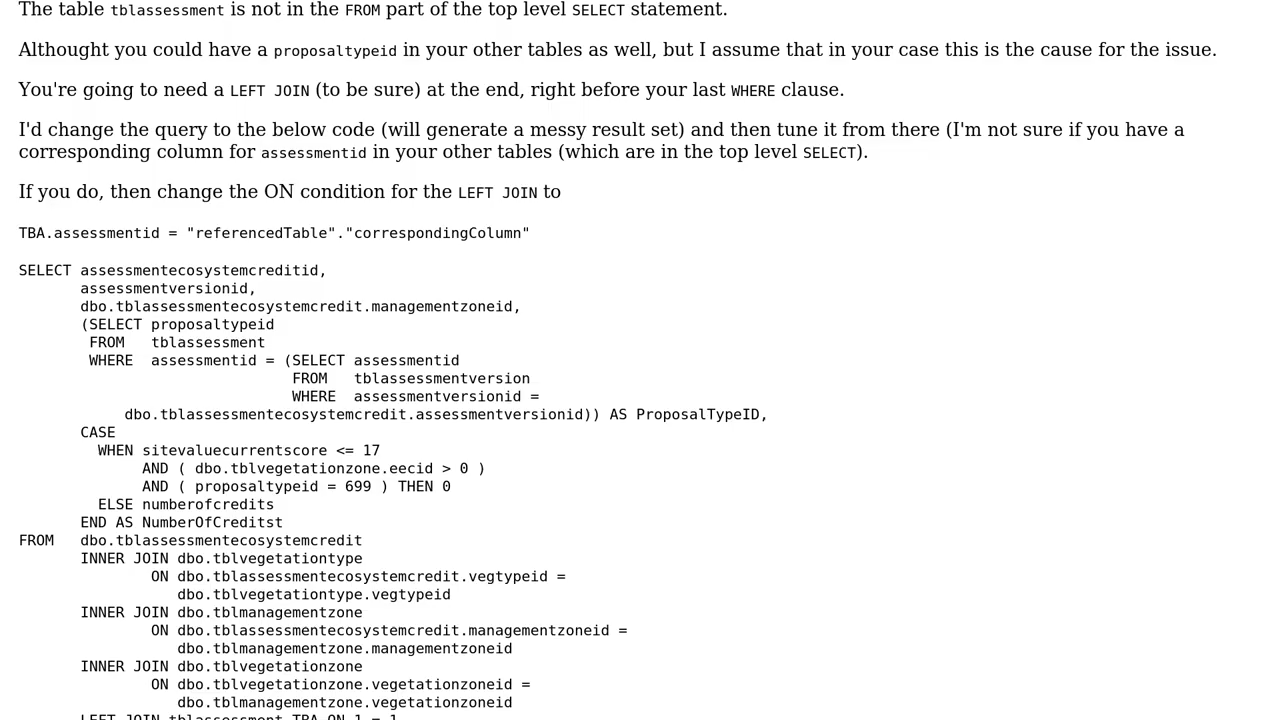 The table tblassessment is not in the FROM part of the top level SELECT statement.
Althought you could have a proposaltypeid in your other tables as well, but I assume that in your case this is the cause for the issue.
You're going to need a LEFT JOIN (to be sure) at the end, right before your last WHERE clause.
I'd change the query to the below code (will generate a messy result set) and then tune it from there (I'm not sure if you have a
corresponding column for assessmentid in your other tables (which are in the top level SELECT).
If you do, then change the ON condition for the LEFT JOIN to
TBA.assessmentid = "referencedTable"."correspondingColumn"
SELECT assessmentecosystemcreditid,
       assessmentversionid,
       dbo.tblassessmentecosystemcredit.managementzoneid,
       (SELECT proposaltypeid
        FROM   tblassessment
        WHERE  assessmentid = (SELECT assessmentid
                               FROM   tblassessmentversion
                               WHERE  assessmentversionid =
            dbo.tblassessmentecosystemcredit.assessmentversionid)) AS ProposalTypeID,
       CASE
         WHEN sitevaluecurrentscore <= 17
              AND ( dbo.tblvegetationzone.eecid > 0 )
              AND ( proposaltypeid = 699 ) THEN 0
         ELSE numberofcredits
       END AS NumberOfCreditst
FROM   dbo.tblassessmentecosystemcredit
       INNER JOIN dbo.tblvegetationtype
               ON dbo.tblassessmentecosystemcredit.vegtypeid =
                  dbo.tblvegetationtype.vegtypeid
       INNER JOIN dbo.tblmanagementzone
               ON dbo.tblassessmentecosystemcredit.managementzoneid =
                  dbo.tblmanagementzone.managementzoneid
       INNER JOIN dbo.tblvegetationzone
               ON dbo.tblvegetationzone.vegetationzoneid =
                  dbo.tblmanagementzone.vegetationzoneid
       LEFT JOIN tblassessment TBA ON 1 = 1